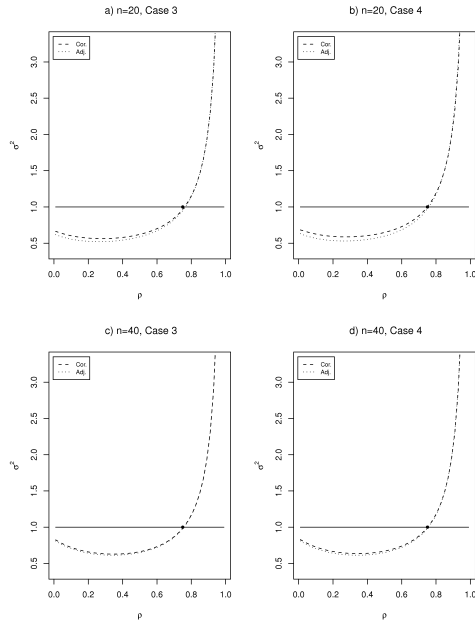 a) n=20, Case 3
Cor.
Adj.
σ²
0.5 1.0 1.5 2.0 2.5 3.0
0.0 0.2 0.4 0.6 0.8 1.0
ρ
b) n=20, Case 4
Cor.
Adj.
σ²
0.5 1.0 1.5 2.0 2.5 3.0
0.0 0.2 0.4 0.6 0.8 1.0
ρ
c) n=40, Case 3
Cor.
Adj.
σ²
0.5 1.0 1.5 2.0 2.5 3.0
0.0 0.2 0.4 0.6 0.8 1.0
ρ
d) n=40, Case 4
Cor.
Adj.
σ²
0.5 1.0 1.5 2.0 2.5 3.0
0.0 0.2 0.4 0.6 0.8 1.0
ρ